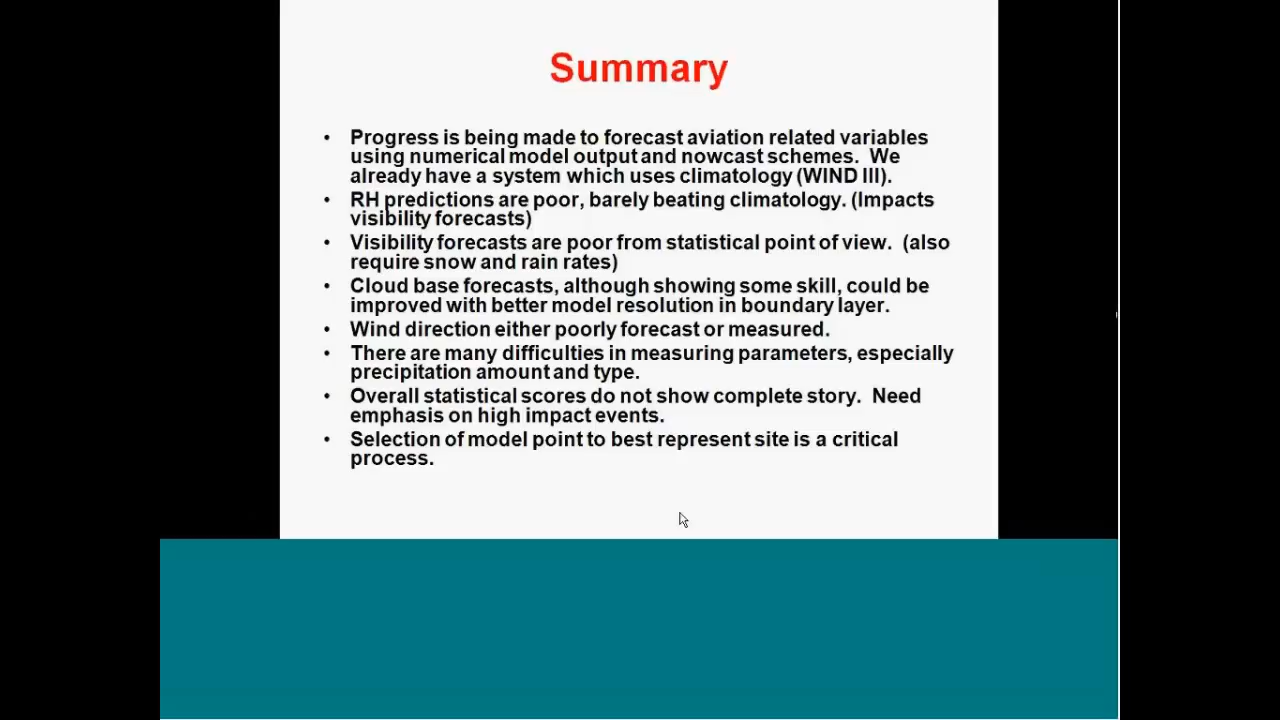 Summary
• Progress is being made to forecast aviation related variables
using numerical model output and nowcast schemes.  We
already have a system which uses climatology (WIND III).
• RH predictions are poor, barely beating climatology. (Impacts
visibility forecasts)
• Visibility forecasts are poor from statistical point of view.  (also
require snow and rain rates)
• Cloud base forecasts, although showing some skill, could be
improved with better model resolution in boundary layer.
• Wind direction either poorly forecast or measured.
• There are many difficulties in measuring parameters, especially
precipitation amount and type.
• Overall statistical scores do not show complete story.  Need
emphasis on high impact events.
• Selection of model point to best represent site is a critical
process.